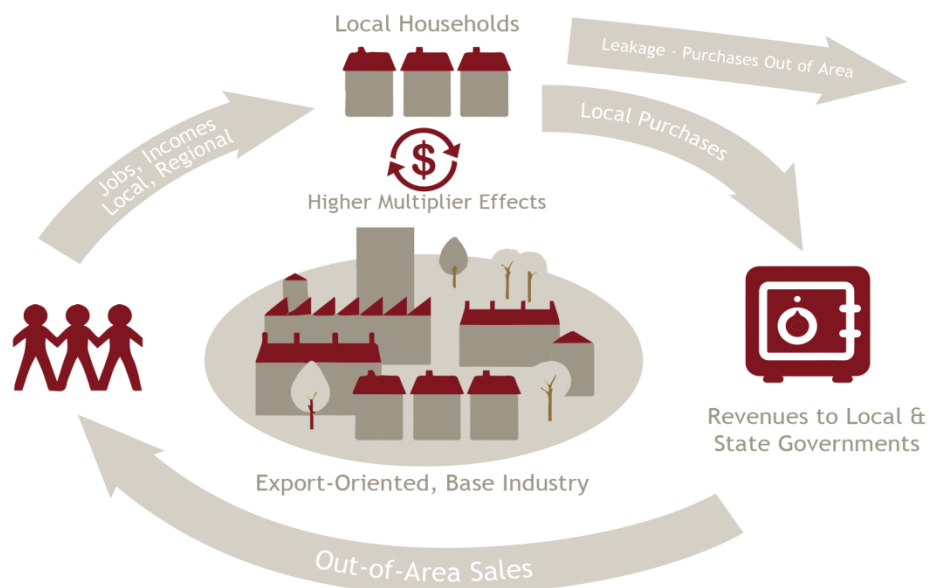 Local Households
Leakage - Purchases Out of Area
Local Purchases
Jobs, Incomes
Local, Regional
$
Higher Multiplier Effects
Revenues to Local &
State Governments
Export-Oriented, Base Industry
Out-of-Area Sales